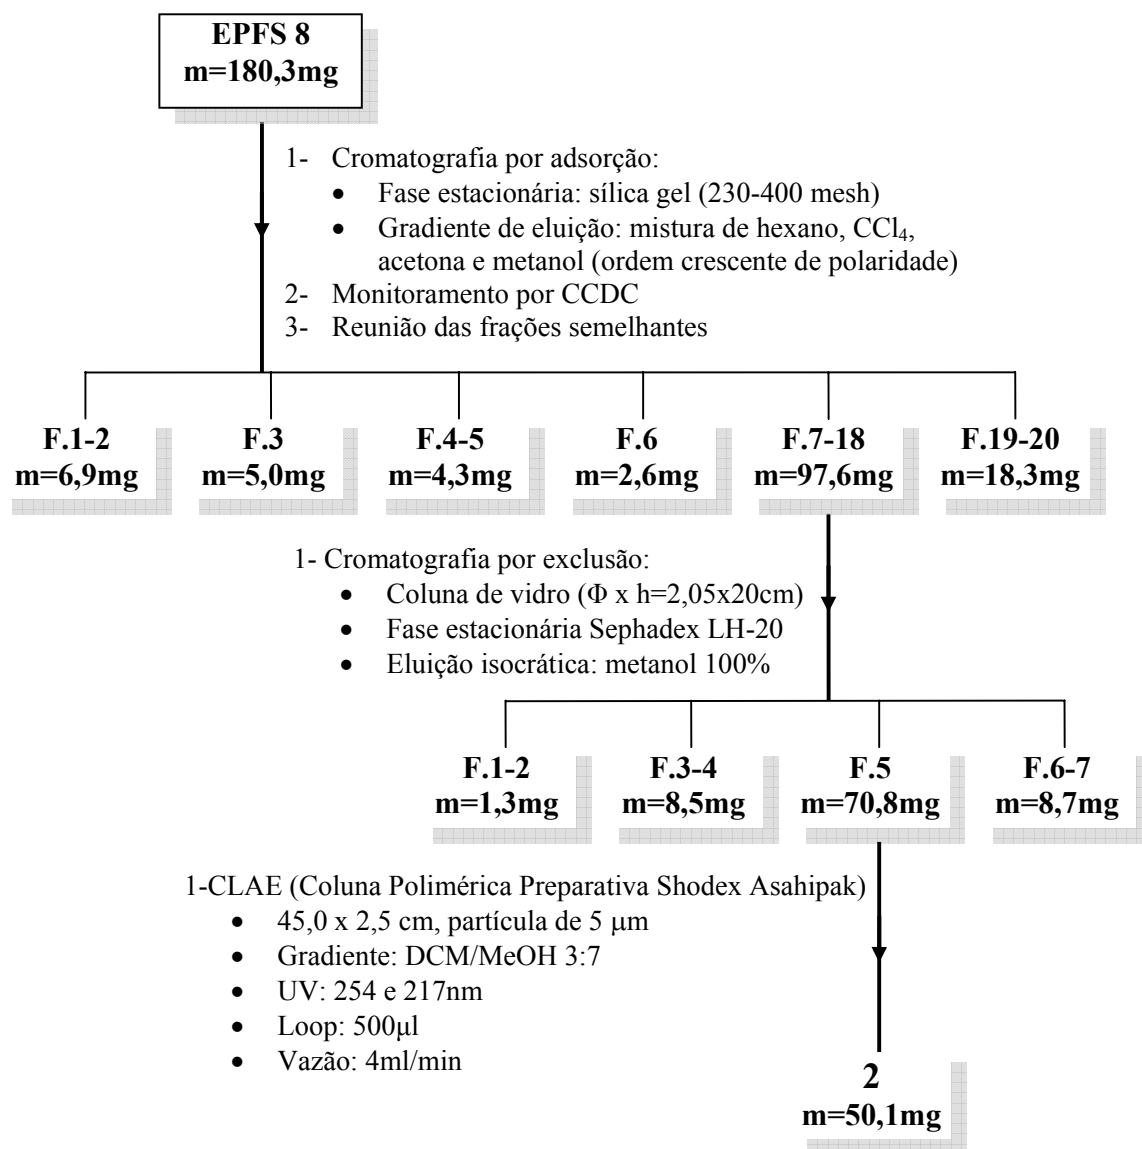 EPFS 8
m=180,3mg
1- Cromatografia por adsorção:
• Fase estacionária: sílica gel (230-400 mesh)
• Gradiente de eluição: mistura de hexano, CCl₄,
acetona e metanol (ordem crescente de polaridade)
2- Monitoramento por CCDC
3- Reunião das frações semelhantes
F.1-2
m=6,9mg
F.3
m=5,0mg
F.4-5
m=4,3mg
F.6
m=2,6mg
F.7-18
m=97,6mg
F.19-20
m=18,3mg
1- Cromatografia por exclusão:
• Coluna de vidro (Φ x h=2,05x20cm)
• Fase estacionária Sephadex LH-20
• Eluição isocrática: metanol 100%
F.1-2
m=1,3mg
F.3-4
m=8,5mg
F.5
m=70,8mg
F.6-7
m=8,7mg
1-CLAE (Coluna Polimérica Preparativa Shodex Asahipak)
• 45,0 x 2,5 cm, partícula de 5 μm
• Gradiente: DCM/MeOH 3:7
• UV: 254 e 217nm
• Loop: 500μl
• Vazão: 4ml/min
2
m=50,1mg